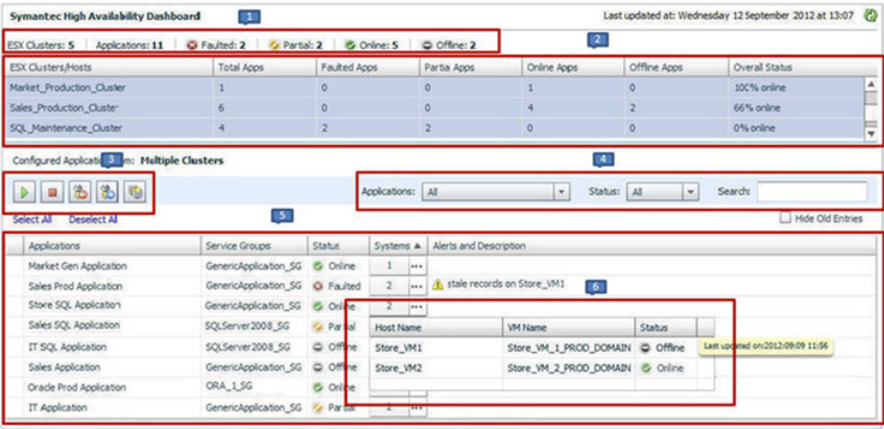 Symantec High Availability Dashboard 1 Last updated at: Wednesday 12 September 2012 at 13:07
ESX Clusters: 5 Applications: 11 Faulted: 2 Partial: 2 Online: 5 Offline: 2 2
ESX Clusters/Hosts Total Apps Faulted Apps Partia Apps Online Apps Offline Apps Overall Status
Market_Production_Cluster 1 0 0 1 0 100% online
Sales_Production_Cluster 6 0 0 4 2 66% online
SQL_Maintenance_Cluster 4 2 2 0 0 0% online
Configured Applicatio 3 m: Multiple Clusters 4
Applications: All Status: All Search:
Select All Deselect All 5 Hide Old Entries
Applications Service Groups Status Systems Alerts and Description
Market Gen Application GenericApplication_SG Online 1 ...
Sales Prod Application GenericApplication_SG Faulted 2 ... stale records on Store_VM1 6
Store SQL Application GenericApplication_SG Online 2 ...
Sales SQL Application SQLServer2008_SG Partial
IT SQL Application SQLServer2008_SG Offline
Sales Application GenericApplication_SG Offline
Oracle Prod Application ORA_1_SG Online
IT Application GenericApplication_SG Partial 2 ...
Host Name VM Name Status
Store_VM1 Store_VM_1_PROD_DOMAIN Offline Last updated on:2012:09:09 11:56
Store_VM2 Store_VM_2_PROD_DOMAIN Online